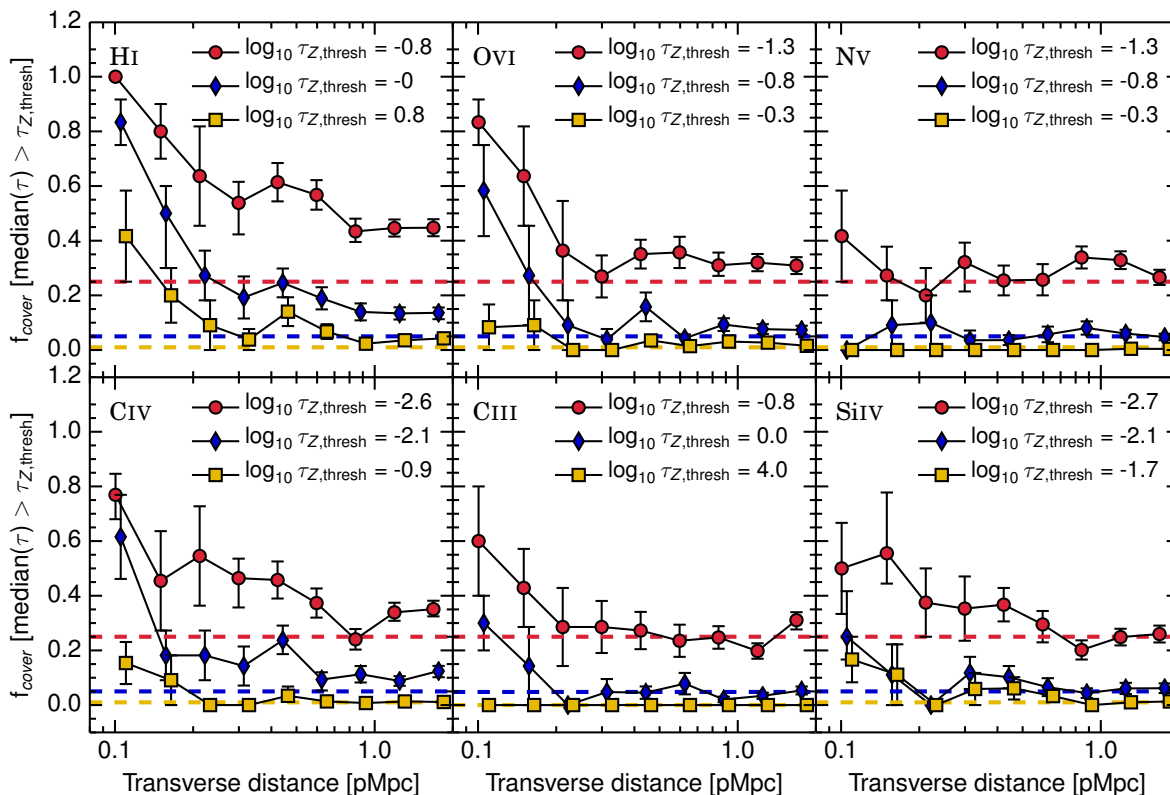 f_cover [median(τ) > τ_Z,thresh]
1.2
1.0
0.8
0.6
0.4
0.2
0.0
HI
log₁₀ τ_Z,thresh = -0.8
log₁₀ τ_Z,thresh = -0
log₁₀ τ_Z,thresh = 0.8
OVI
log₁₀ τ_Z,thresh = -1.3
log₁₀ τ_Z,thresh = -0.8
log₁₀ τ_Z,thresh = -0.3
NV
log₁₀ τ_Z,thresh = -1.3
log₁₀ τ_Z,thresh = -0.8
log₁₀ τ_Z,thresh = -0.3
f_cover [median(τ) > τ_Z,thresh]
1.2
1.0
0.8
0.6
0.4
0.2
0.0
CIV
log₁₀ τ_Z,thresh = -2.6
log₁₀ τ_Z,thresh = -2.1
log₁₀ τ_Z,thresh = -0.9
CIII
log₁₀ τ_Z,thresh = -0.8
log₁₀ τ_Z,thresh = 0.0
log₁₀ τ_Z,thresh = 4.0
SiIV
log₁₀ τ_Z,thresh = -2.7
log₁₀ τ_Z,thresh = -2.1
log₁₀ τ_Z,thresh = -1.7
0.1 1.0
0.1 1.0
0.1 1.0
Transverse distance [pMpc]
Transverse distance [pMpc]
Transverse distance [pMpc]